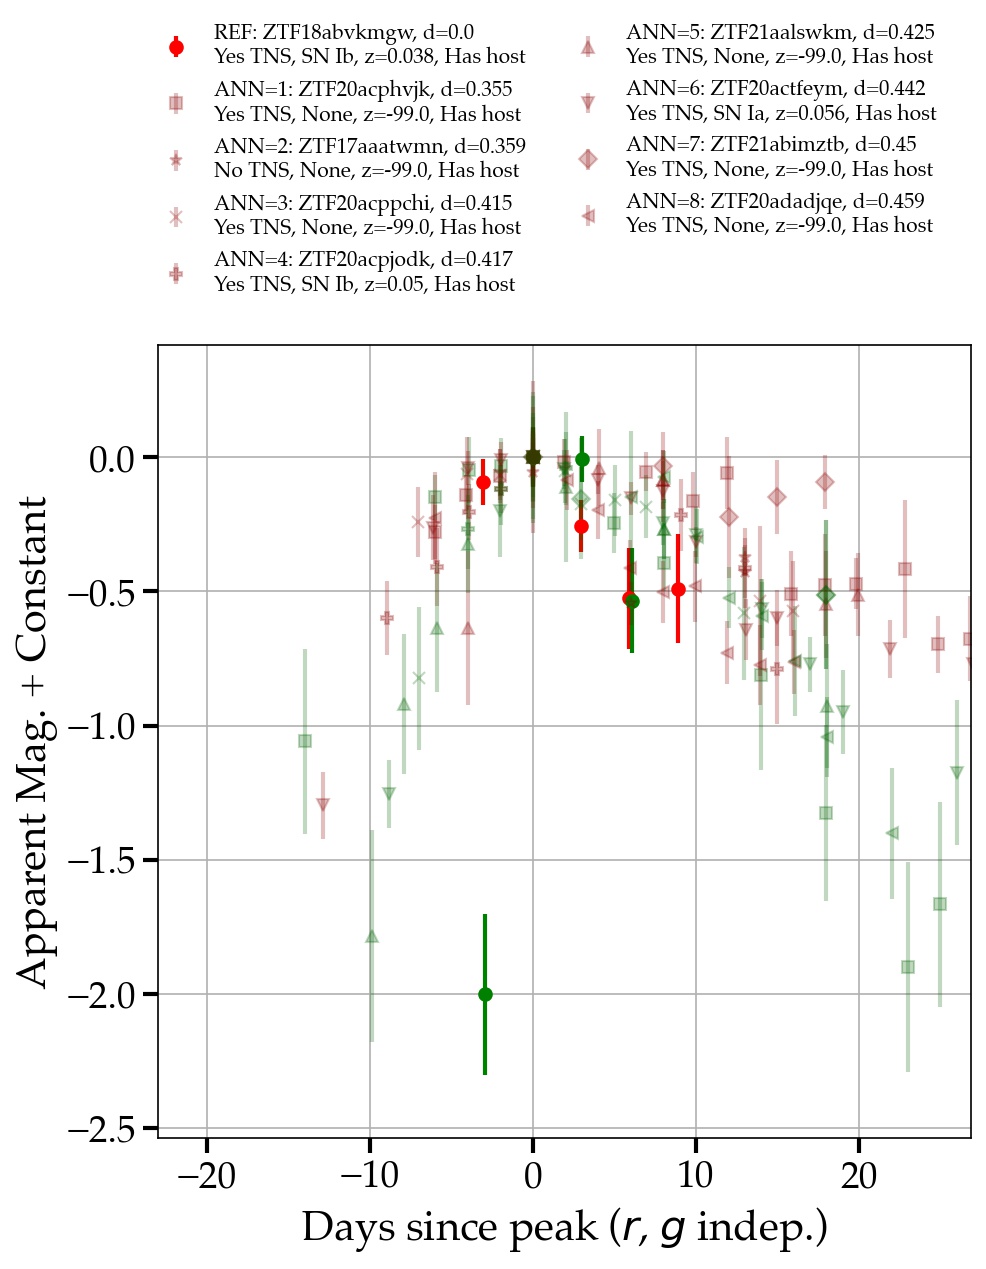 REF: ZTF18abvkmgw, d=0.0
Yes TNS, SN Ib, z=0.038, Has host
ANN=1: ZTF20acphvjk, d=0.355
Yes TNS, None, z=-99.0, Has host
ANN=2: ZTF17aaatwmn, d=0.359
No TNS, None, z=-99.0, Has host
ANN=3: ZTF20acppchi, d=0.415
Yes TNS, None, z=-99.0, Has host
ANN=4: ZTF20acpjodk, d=0.417
Yes TNS, SN Ib, z=0.05, Has host
ANN=5: ZTF21aalswkm, d=0.425
Yes TNS, None, z=-99.0, Has host
ANN=6: ZTF20actfeym, d=0.442
Yes TNS, SN Ia, z=0.056, Has host
ANN=7: ZTF21abimztb, d=0.45
Yes TNS, None, z=-99.0, Has host
ANN=8: ZTF20adadjqe, d=0.459
Yes TNS, None, z=-99.0, Has host
Apparent Mag. + Constant
0.0
−0.5
−1.0
−1.5
−2.0
−2.5
−20
−10
0
10
20
Days since peak (r, g indep.)